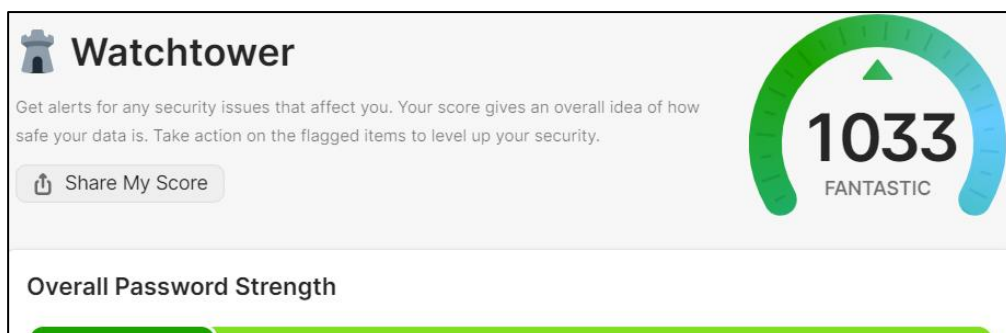 Watchtower
Get alerts for any security issues that affect you. Your score gives an overall idea of how
safe your data is. Take action on the flagged items to level up your security.
Share My Score
1033
FANTASTIC
Overall Password Strength